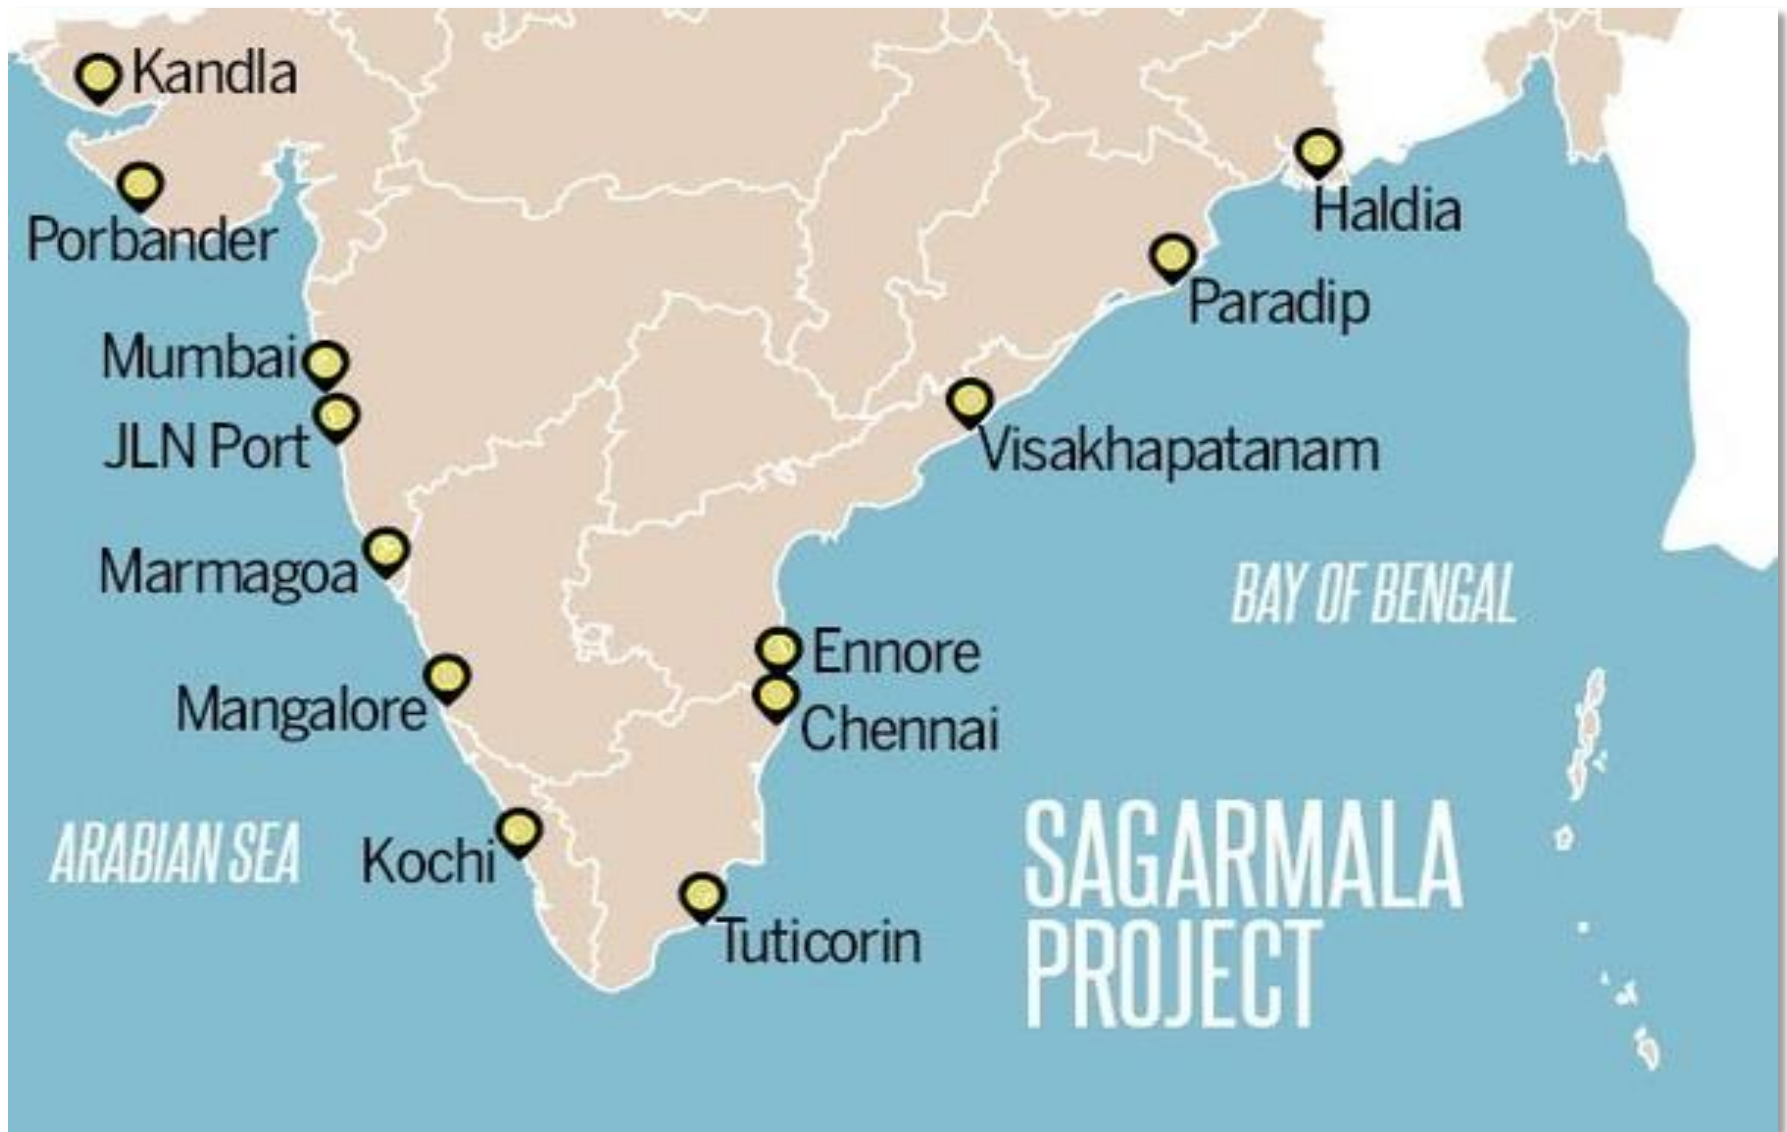 Kandla
Porbander
Mumbai
JLN Port
Marmagoa
Mangalore
Kochi
Tuticorin
Chennai
Ennore
Visakhapatanam
Paradip
Haldia
ARABIAN SEA
BAY OF BENGAL
SAGARMALA
PROJECT